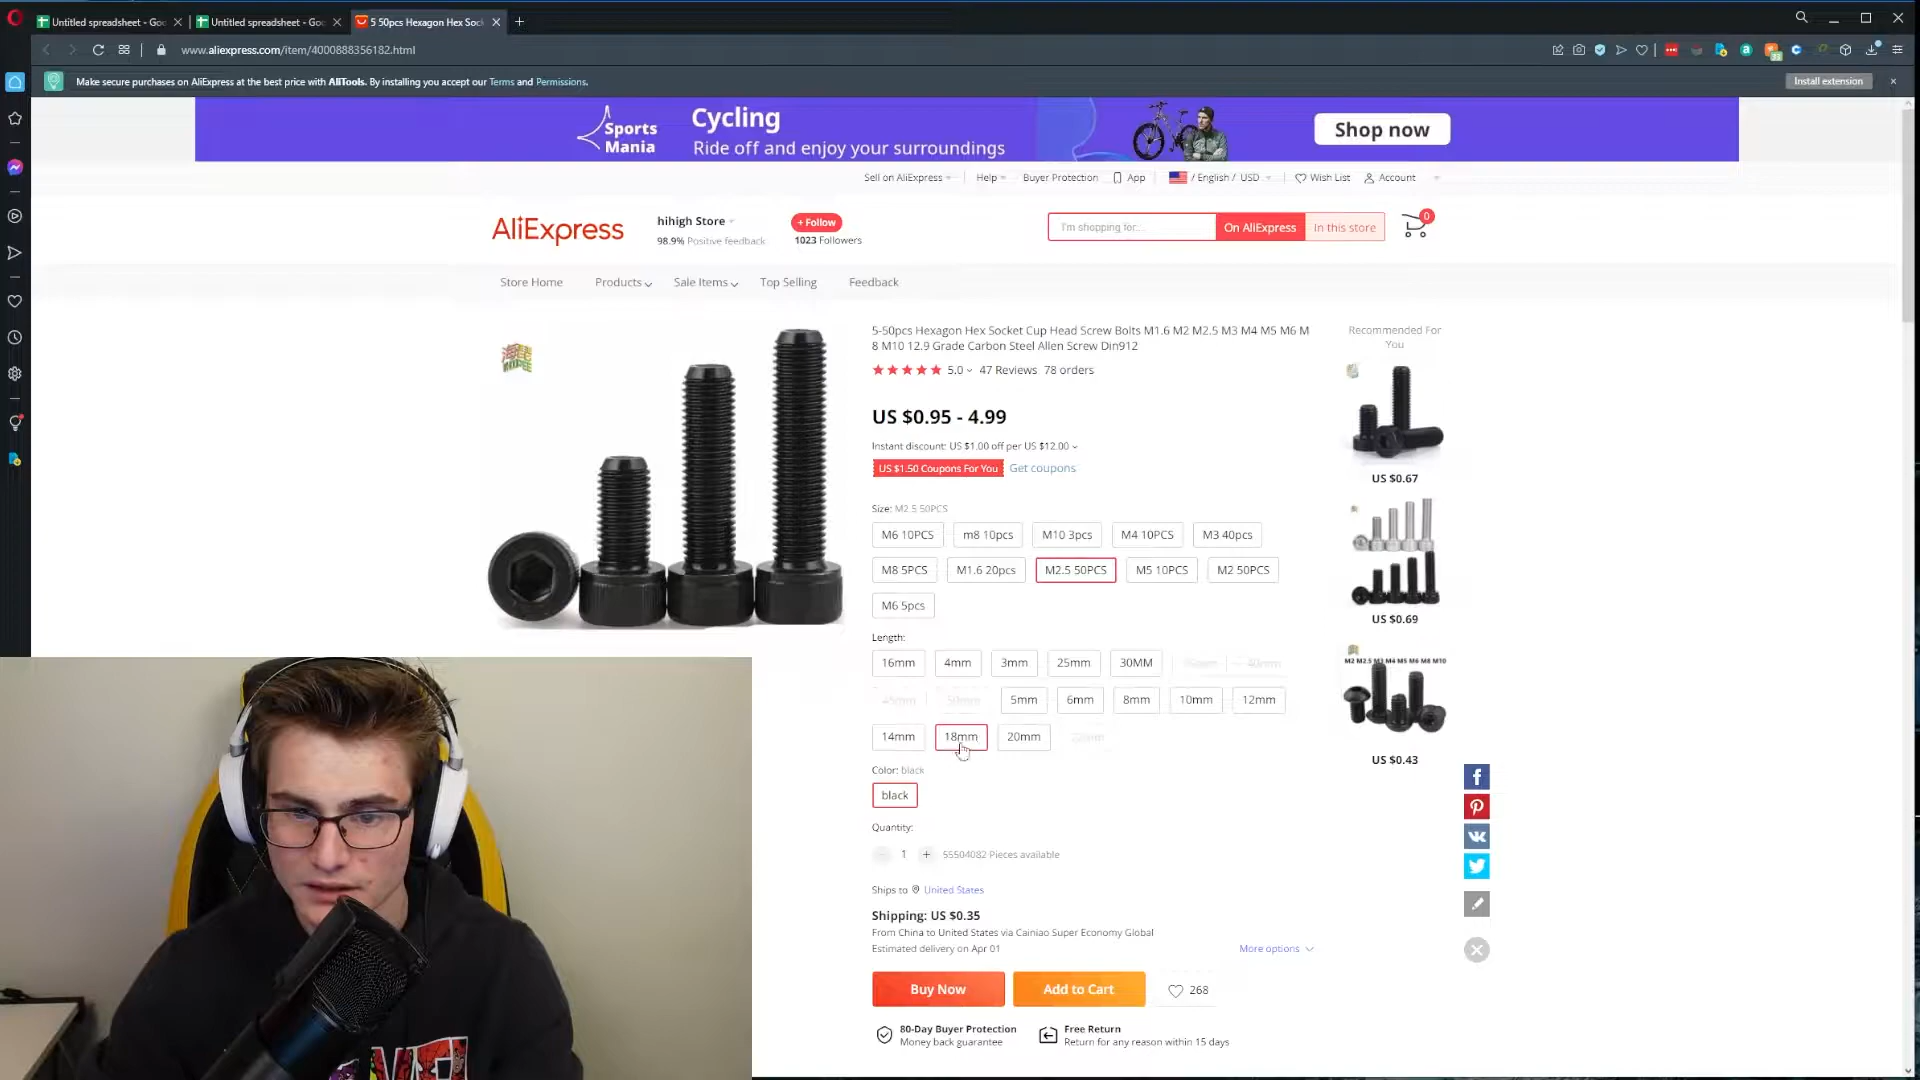 Untitled spreadsheet - Goo
Untitled spreadsheet - Goo
5 50pcs Hexagon Hex Sock
www.aliexpress.com/item/4000888356182.html
Make secure purchases on AliExpress at the best price with AliTools. By installing you accept our Terms and Permissions.
Install extension
Sports Mania
Cycling
Ride off and enjoy your surroundings
Shop now
Sell on AliExpress
Help
Buyer Protection
App
/ English / USD
Wish List
Account
AliExpress
hihigh Store
98.9% Positive feedback
+ Follow
1023 Followers
I'm shopping for...
On AliExpress
In this store
0
Store Home
Products
Sale Items
Top Selling
Feedback
5-50pcs Hexagon Hex Socket Cup Head Screw Bolts M1.6 M2 M2.5 M3 M4 M5 M6 M
8 M10 12.9 Grade Carbon Steel Allen Screw Din912
5.0 47 Reviews 78 orders
US $0.95 - 4.99
Instant discount: US $1.00 off per US $12.00
US $1.50 Coupons For You Get coupons
Size: M2.5 50PCS
M6 10PCS m8 10pcs M10 3pcs M4 10PCS M3 40pcs
M8 5PCS M1.6 20pcs M2.5 50PCS M5 10PCS M2 50PCS
M6 5pcs
Length:
16mm 4mm 3mm 25mm 30MM 40mm
45mm 50mm 5mm 6mm 8mm 10mm 12mm
14mm 18mm 20mm
Color: black
black
Quantity:
1 55504082 Pieces available
Ships to United States
Shipping: US $0.35
From China to United States via Cainiao Super Economy Global
Estimated delivery on Apr 01
More options
Buy Now
Add to Cart
268
80-Day Buyer Protection
Money back guarantee
Free Return
Return for any reason within 15 days
Recommended For
You
US $0.67
US $0.69
M2 M2.5 M3 M4 M5 M6 M8 M10
US $0.43